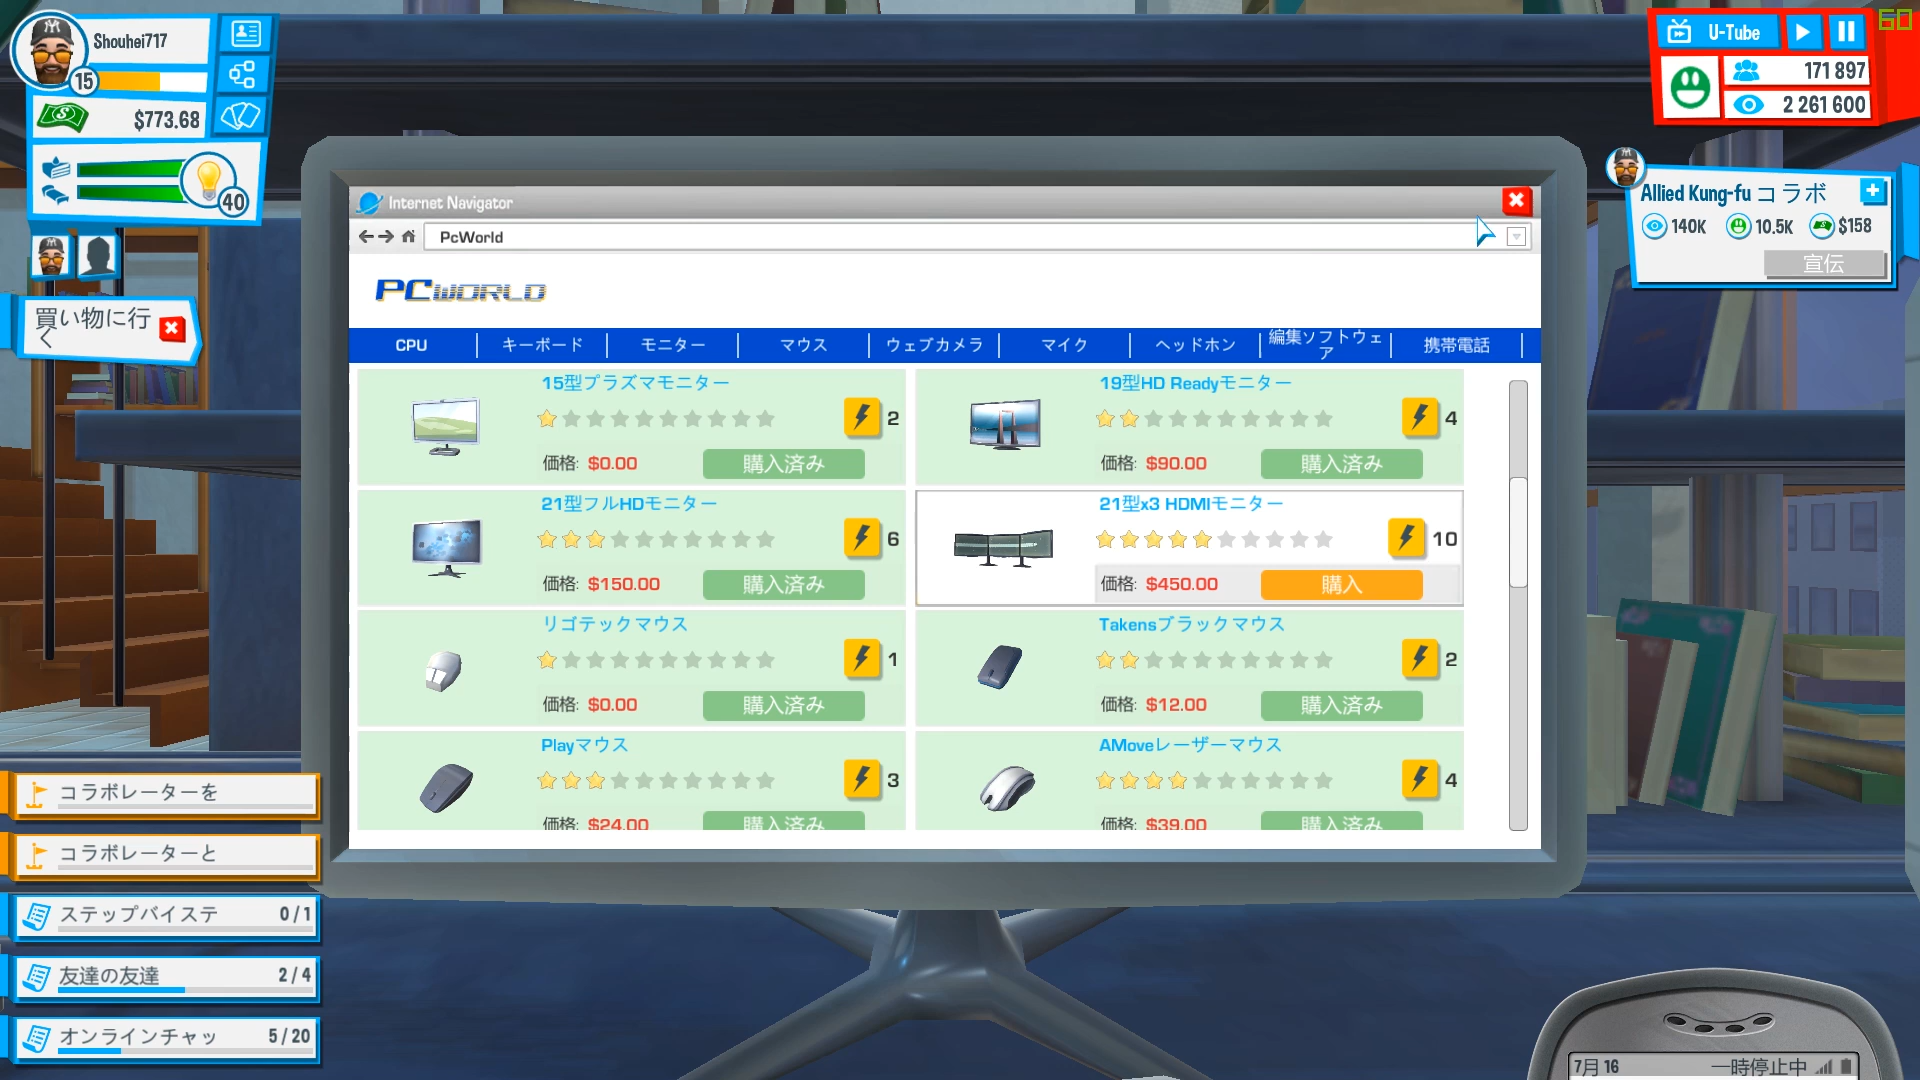 Shouhei717
15
$773.68
40
買い物に行
く
コラボレーターを
コラボレーターと
ステップバイステ 0/1
友達の友達 2/4
オンラインチャッ 5/20
Internet Navigator
PcWorld
PCWORLD
CPU
キーボード
モニター
マウス
ウェブカメラ
マイク
ヘッドホン
編集ソフトウェ
ア
携帯電話
15型プラズマモニター
2
価格: $0.00 購入済み
19型HD Readyモニター
4
価格: $90.00 購入済み
21型フルHDモニター
6
価格: $150.00 購入済み
21型x3 HDMIモニター
10
価格: $450.00 購入
リゴテックマウス
1
価格: $0.00 購入済み
Takensブラックマウス
2
価格: $12.00 購入済み
Playマウス
3
価格: $24.00 購入済み
AMoveレーザーマウス
4
価格: $39.00 購入済み
60
U-Tube
171 897
2 261 600
Allied Kung-fu コラボ
140K 10.5K $158
宣伝
7月 16 一時停止中